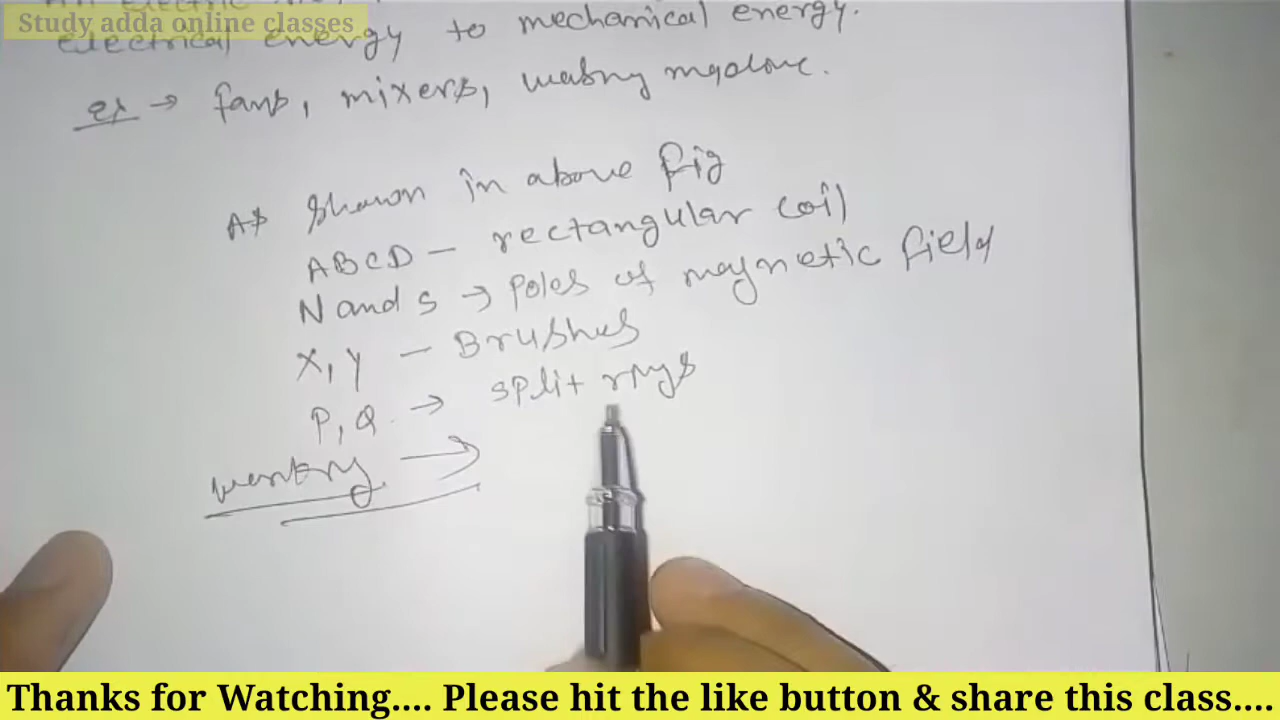 Study adda online classes
electrical energy to mechanical energy.
ex → fans, mixers,
As shown in above fig
ABCD – rectangular coil
N and S → Poles of magnetic field
X, Y – Brushes
P, Q → split rings
working →
Thanks for Watching.... Please hit the like button & share this class....